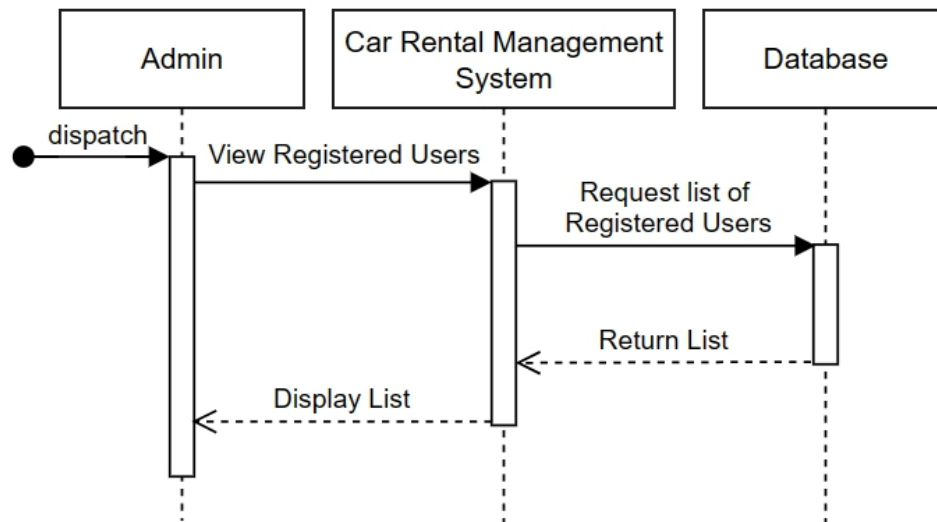 Admin
Car Rental Management
System
Database
dispatch
View Registered Users
Request list of
Registered Users
Return List
Display List